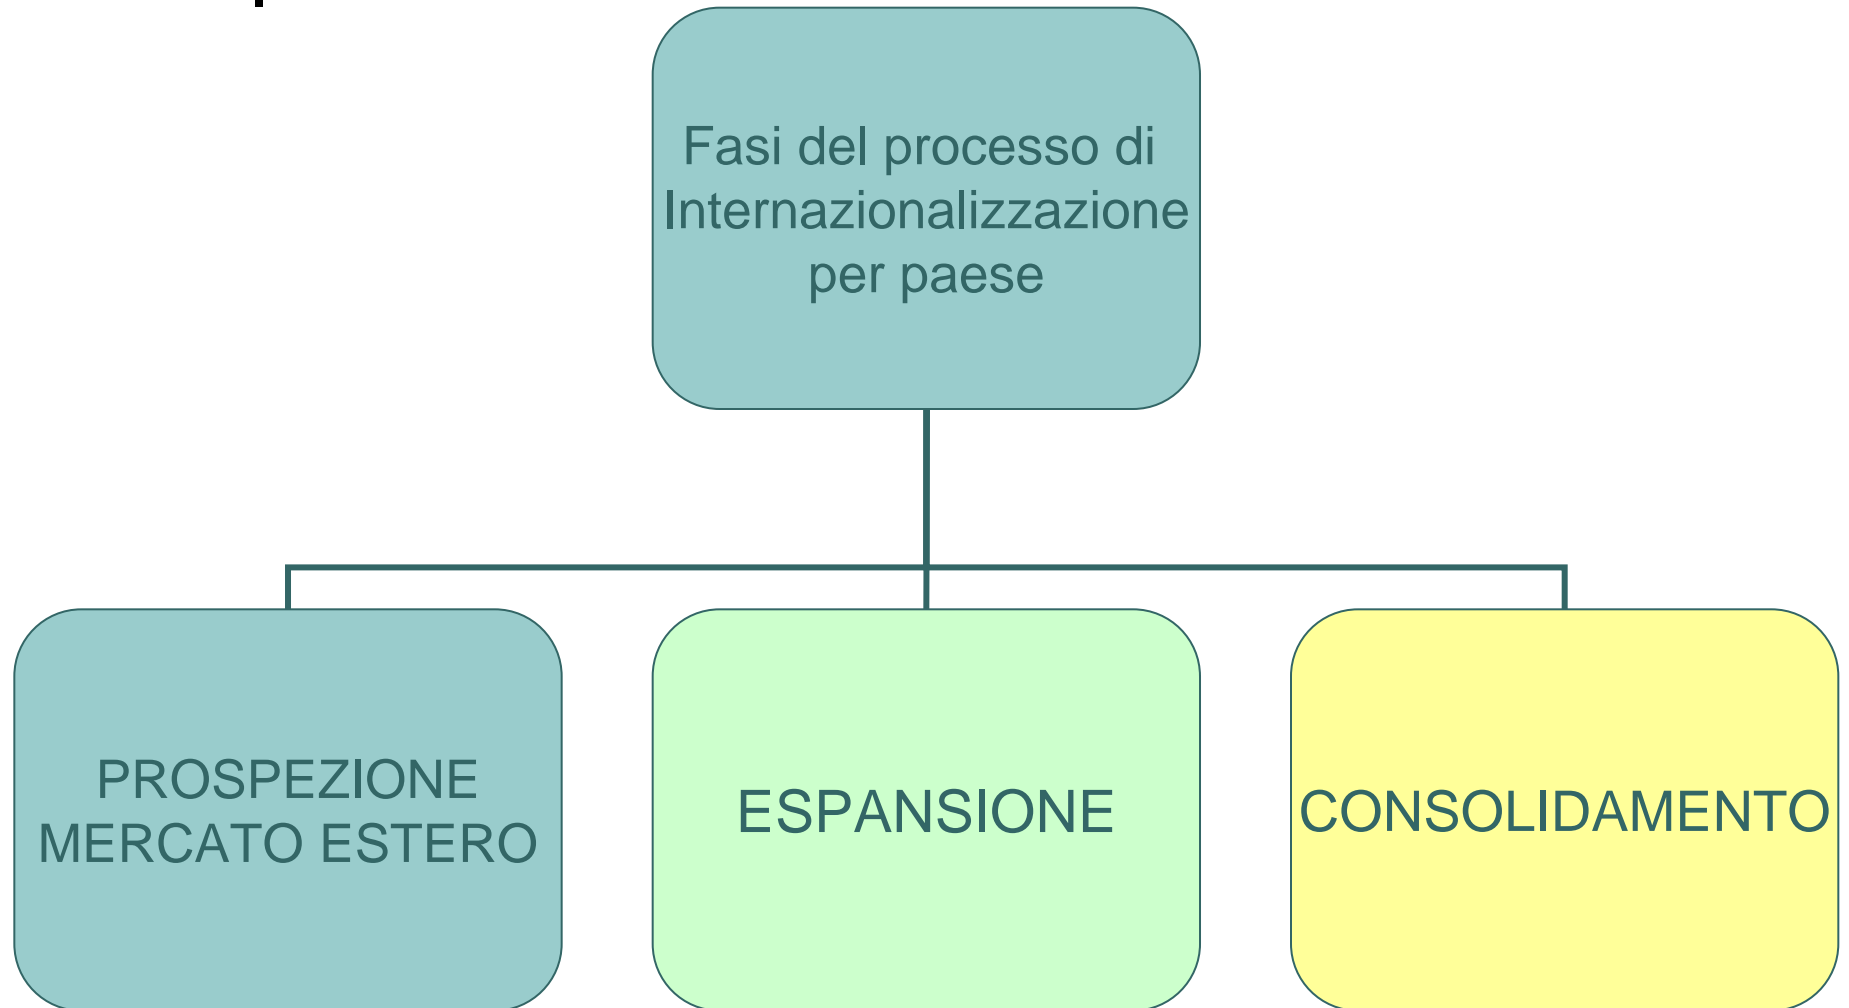 Fasi del processo di
Internazionalizzazione
per paese
PROSPEZIONE
MERCATO ESTERO
ESPANSIONE
CONSOLIDAMENTO